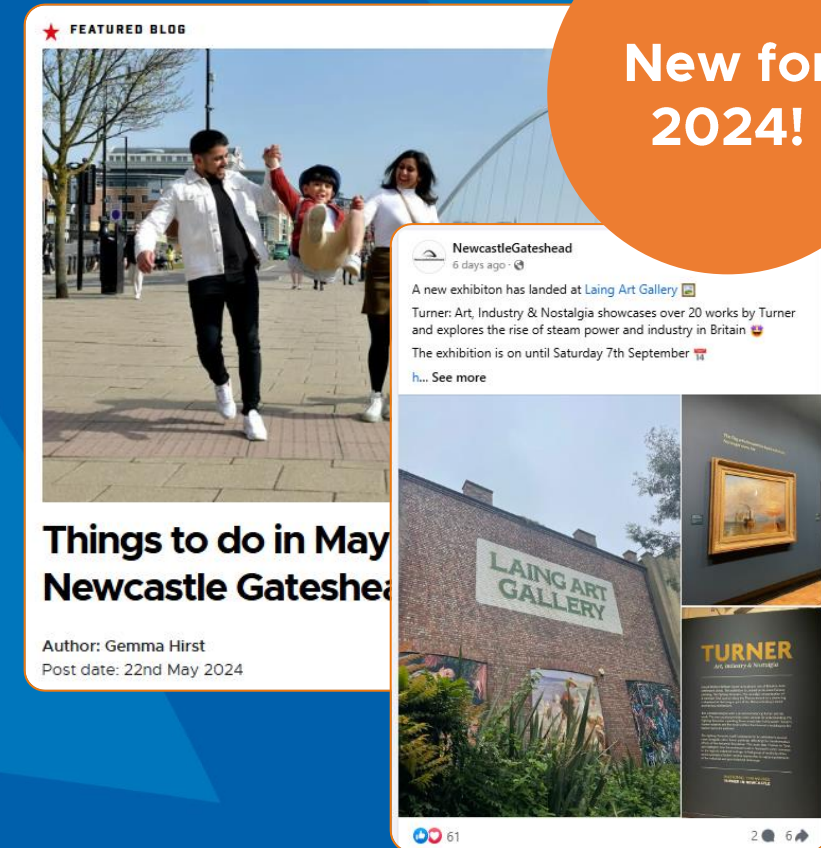 FEATURED BLOG
New for
2024!
NewcastleGateshead
6 days ago
A new exhibiton has landed at Laing Art Gallery
Turner: Art, Industry & Nostalgia showcases over 20 works by Turner
and explores the rise of steam power and industry in Britain
The exhibition is on until Saturday 7th September
h... See more
LAING ART
GALLERY
TURNER
Art, Industry & Nostalgia
Things to do in May
Newcastle Gateshea
Author: Gemma Hirst
Post date: 22nd May 2024
61
2
6